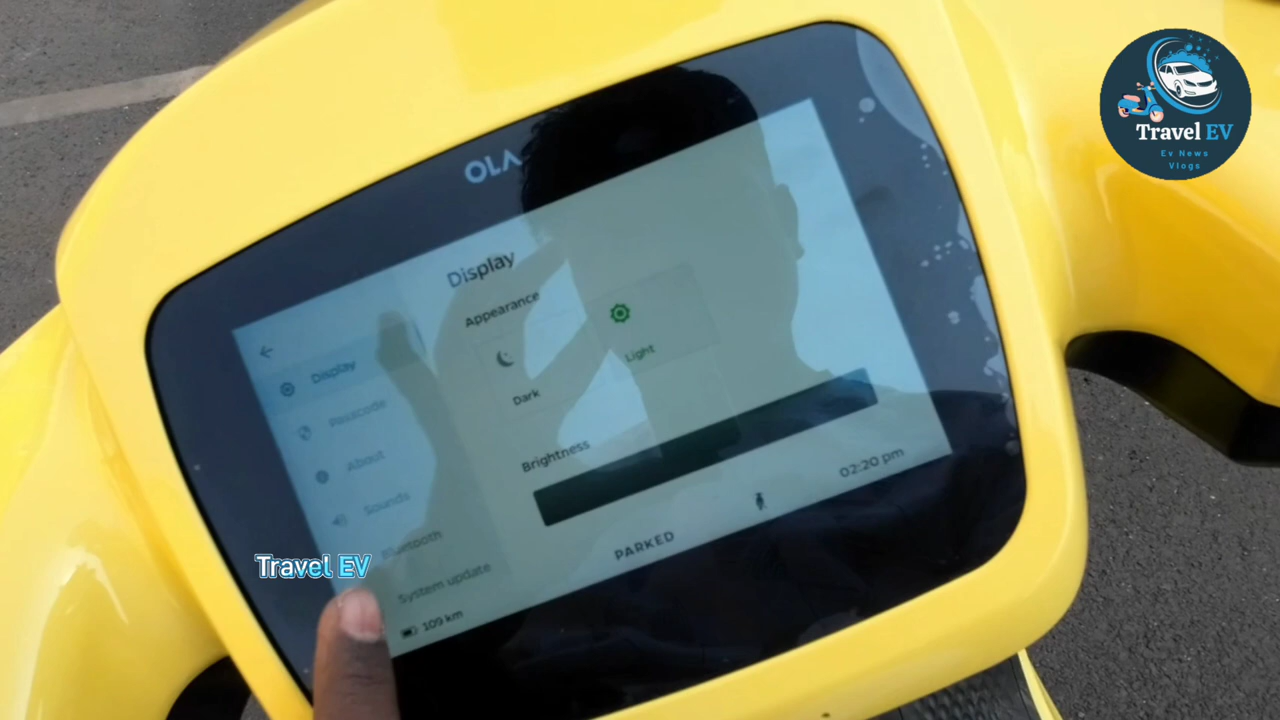 Travel EV
Ev News
Vlogs
OLA
Display
Appearance
Dark
Light
Brightness
Display
Passcode
About
Sounds
Bluetooth
System update
109 km
PARKED
02:20 pm
Travel EV